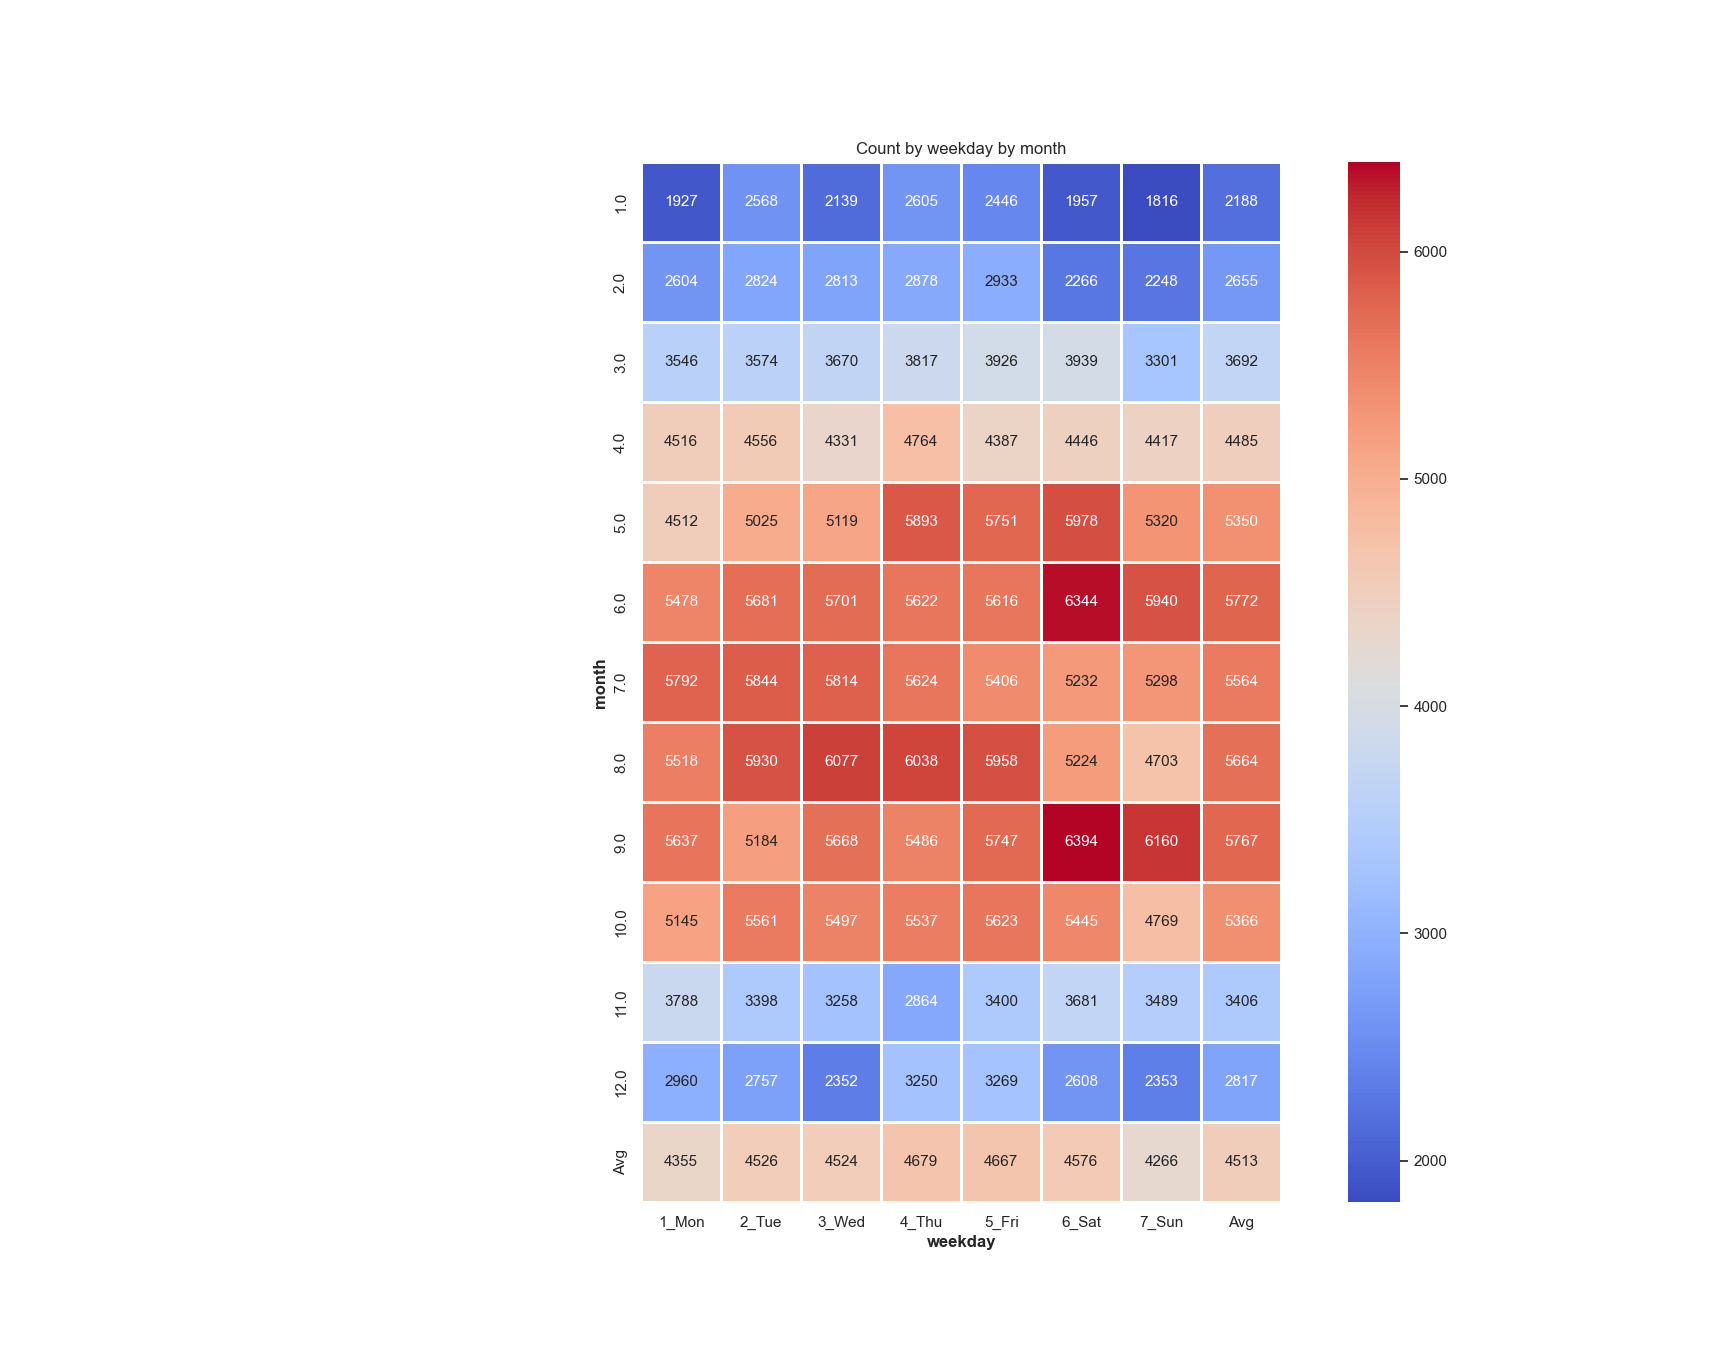 Count by weekday by month
1.0 1927 2568 2139 2605 2446 1957 1816 2188
2.0 2604 2824 2813 2878 2933 2266 2248 2655
3.0 3546 3574 3670 3817 3926 3939 3301 3692
4.0 4516 4556 4331 4764 4387 4446 4417 4485
5.0 4512 5025 5119 5893 5751 5978 5320 5350
6.0 5478 5681 5701 5622 5616 6344 5940 5772
7.0 5792 5844 5814 5624 5406 5232 5298 5564
8.0 5518 5930 6077 6038 5958 5224 4703 5664
9.0 5637 5184 5668 5486 5747 6394 6160 5767
10.0 5145 5561 5497 5537 5623 5445 4769 5366
11.0 3788 3398 3258 2864 3400 3681 3489 3406
12.0 2960 2757 2352 3250 3269 2608 2353 2817
Avg 4355 4526 4524 4679 4667 4576 4266 4513
1_Mon 2_Tue 3_Wed 4_Thu 5_Fri 6_Sat 7_Sun Avg
weekday
month
6000
5000
4000
3000
2000